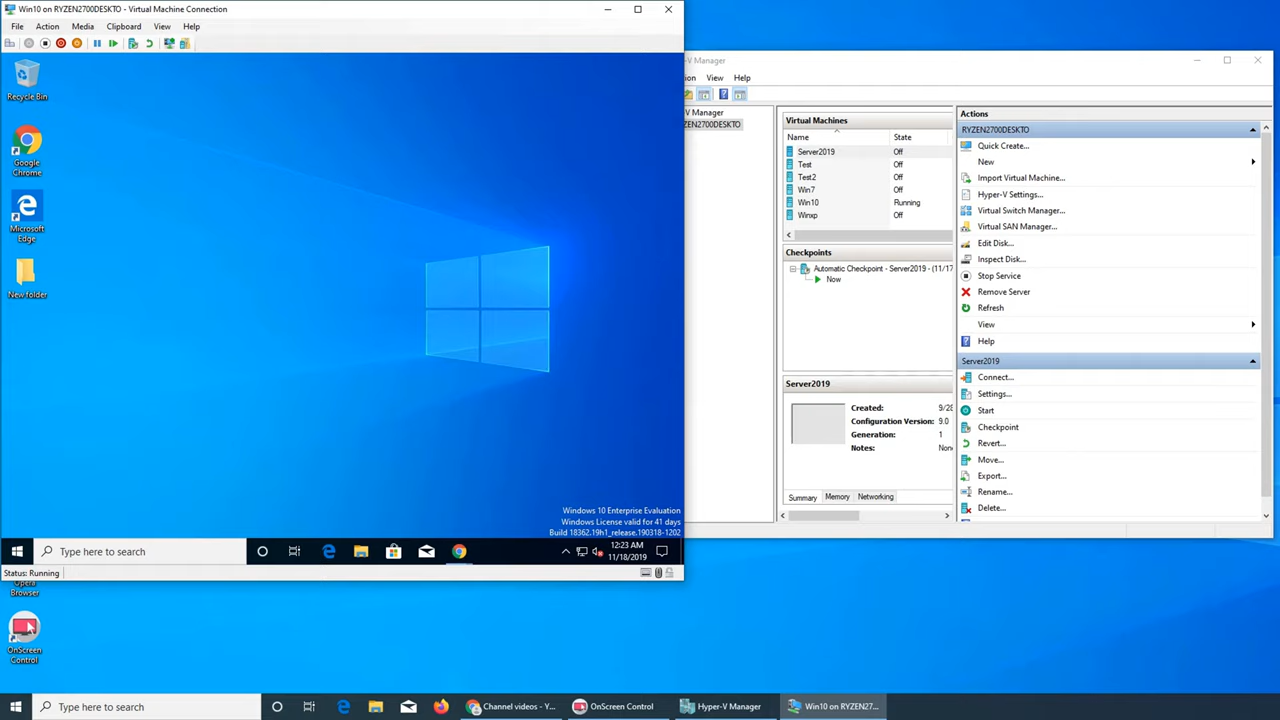 Win10 on RYZEN2700DESKTO - Virtual Machine Connection
File Action Media Clipboard View Help
Recycle Bin
Google
Chrome
Microsoft
Edge
New folder
Windows 10 Enterprise Evaluation
Windows License valid for 41 days
Build 18362.19h1_release.190318-1202
Type here to search
12:23 AM
11/18/2019
Status: Running
-V Manager
ion View Help
-V Manager
ZEN2700DESKTO
Virtual Machines
Name State
Server2019 Off
Test Off
Test2 Off
Win7 Off
Win10 Running
Winxp Off
Checkpoints
Automatic Checkpoint - Server2019 - (11/17
Now
Server2019
Created: 9/28
Configuration Version: 9.0
Generation: 1
Notes: Non
Summary Memory Networking
Actions
RYZEN2700DESKTO
Quick Create...
New
Import Virtual Machine...
Hyper-V Settings...
Virtual Switch Manager...
Virtual SAN Manager...
Edit Disk...
Inspect Disk...
Stop Service
Remove Server
Refresh
View
Help
Server2019
Connect...
Settings...
Start
Checkpoint
Revert...
Move...
Export...
Rename...
Delete...
Opera
Browser
OnScreen
Control
Type here to search
Channel videos - Y...
OnScreen Control
Hyper-V Manager
Win10 on RYZEN27...